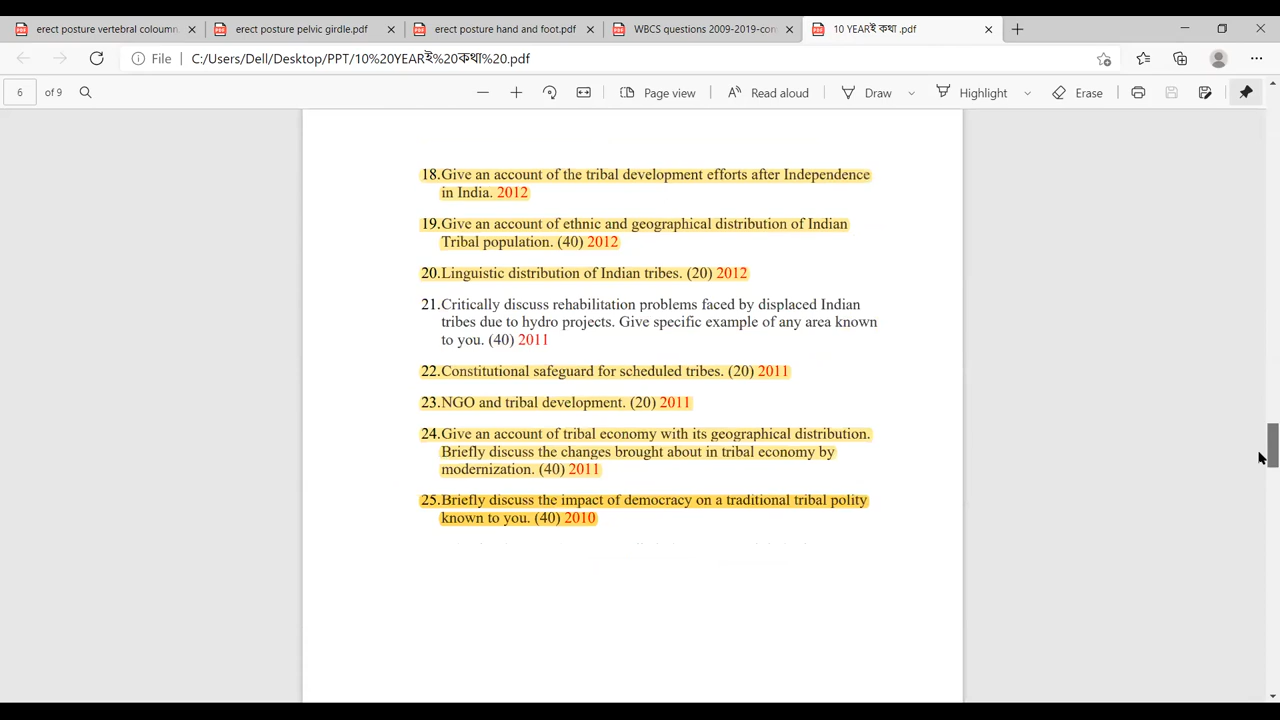 erect posture vertebral coloumn
erect posture pelvic girdle.pdf
erect posture hand and foot.pdf
WBCS questions 2009-2019-con
10 YEARই কথা .pdf
File
C:/Users/Dell/Desktop/PPT/10%20YEARই%20কথা%20.pdf
6 of 9
Page view
Read aloud
Draw
Highlight
Erase
18.Give an account of the tribal development efforts after Independence
in India. 2012
19.Give an account of ethnic and geographical distribution of Indian
Tribal population. (40) 2012
20.Linguistic distribution of Indian tribes. (20) 2012
21.Critically discuss rehabilitation problems faced by displaced Indian
tribes due to hydro projects. Give specific example of any area known
to you. (40) 2011
22.Constitutional safeguard for scheduled tribes. (20) 2011
23.NGO and tribal development. (20) 2011
24.Give an account of tribal economy with its geographical distribution.
Briefly discuss the changes brought about in tribal economy by
modernization. (40) 2011
25.Briefly discuss the impact of democracy on a traditional tribal polity
known to you. (40) 2010